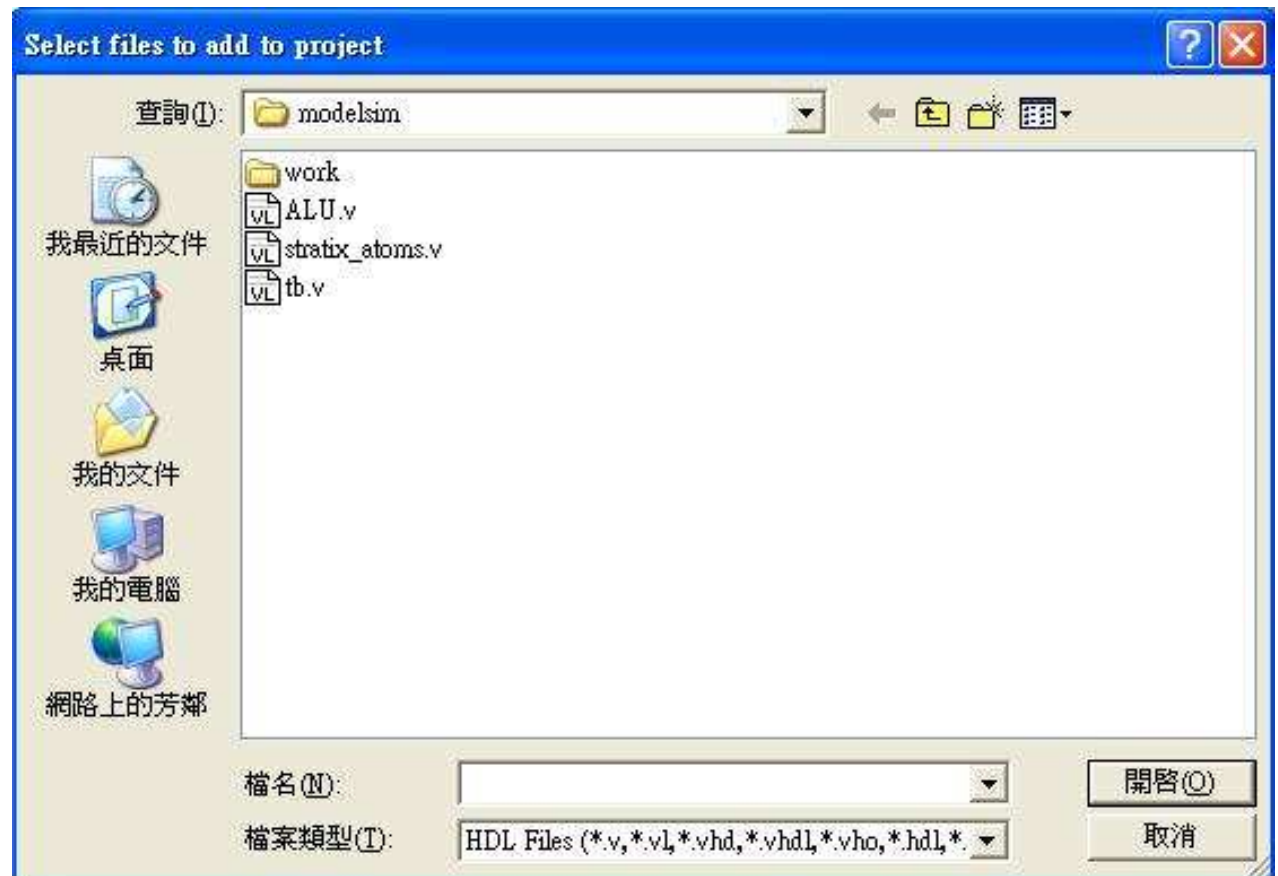 Select files to add to project
查詢(I):
modelsim
work
ALU.v
stratix_atoms.v
tb.v
我最近的文件
桌面
我的文件
我的電腦
網路上的芳鄰
檔名(N):
開啓(O)
檔案類型(T):
HDL Files (*.v,*.vl,*.vhd,*.vhdl,*.vho,*.hdl,*.
取消